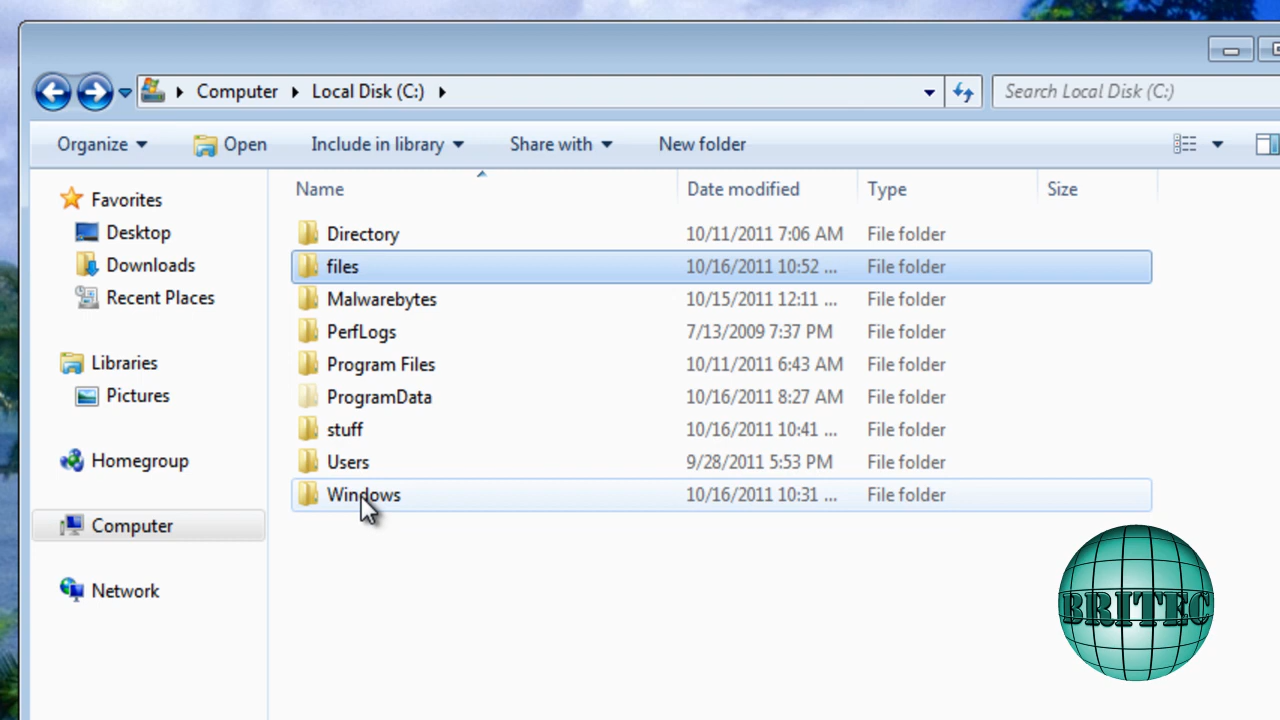 Computer Local Disk (C:)
Search Local Disk (C:)
Organize Open Include in library Share with New folder
Name Date modified Type Size
Favorites
Desktop
Downloads
Recent Places
Libraries
Pictures
Homegroup
Computer
Network
Directory 10/11/2011 7:06 AM File folder
files 10/16/2011 10:52 ... File folder
Malwarebytes 10/15/2011 12:11 ... File folder
PerfLogs 7/13/2009 7:37 PM File folder
Program Files 10/11/2011 6:43 AM File folder
ProgramData 10/16/2011 8:27 AM File folder
stuff 10/16/2011 10:41 ... File folder
Users 9/28/2011 5:53 PM File folder
Windows 10/16/2011 10:31 ... File folder
BRITEC